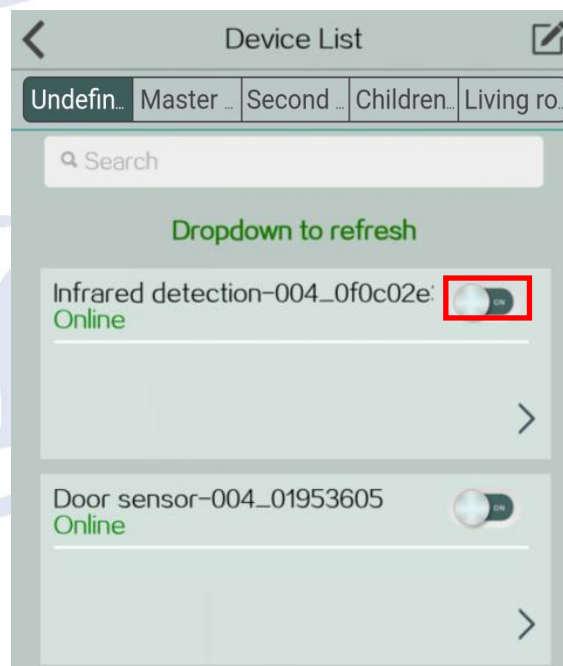 Device List
Undefin... Master ... Second ... Children... Living ro..
Search
Dropdown to refresh
Infrared detection-004_0f0c02e:
ON
Online
Door sensor-004_01953605
ON
Online